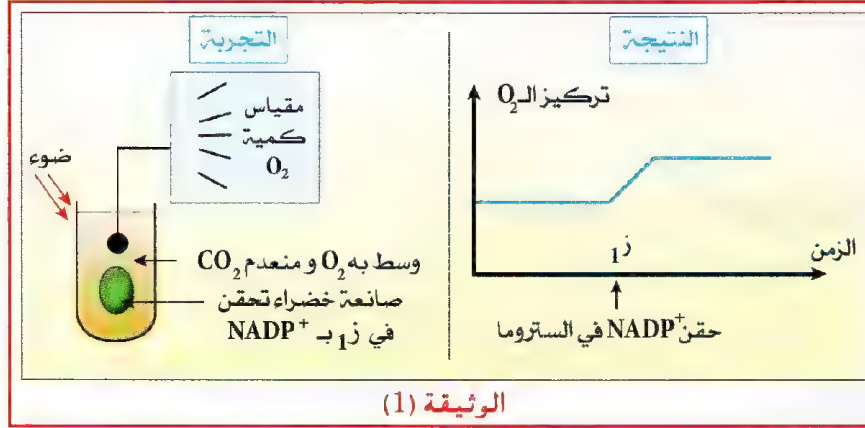 التجربة
مقياس
كمية
O₂
ضوء
وسط به O₂ و منعدم CO₂
صانعة خضراء تحقن
في ز₁ بـ NADP⁺
النتيجة
تركيز الـ O₂
ز₁
الزمن
حقن NADP⁺ في الستروما
الوثيقة (1)